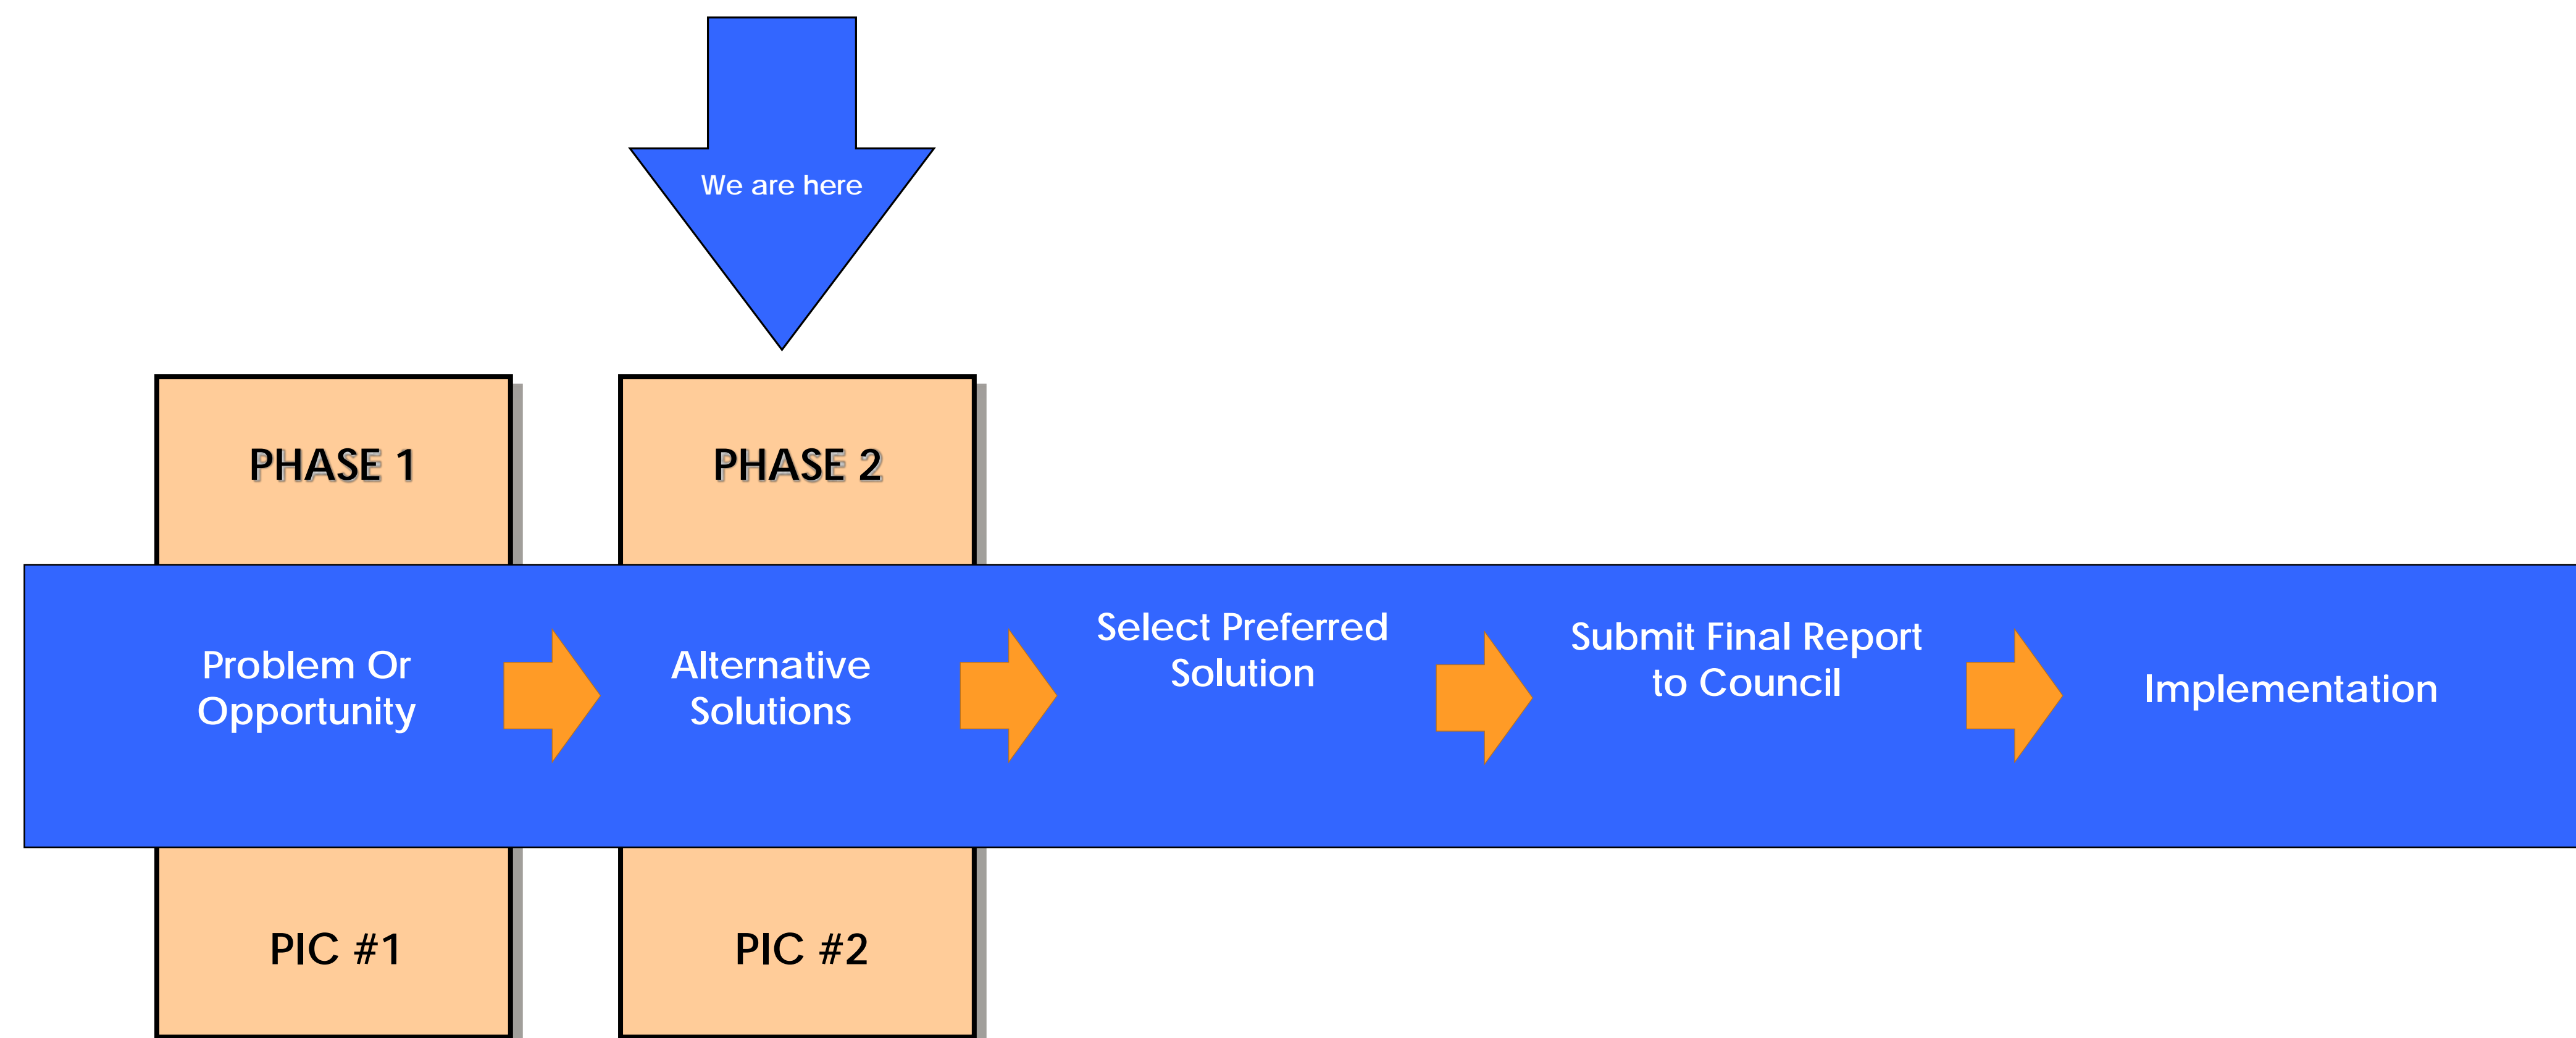 We are here
PHASE 1
PHASE 2
Problem Or
Opportunity
Alternative
Solutions
Select Preferred
Solution
Submit Final Report
to Council
Implementation
PIC #1
PIC #2